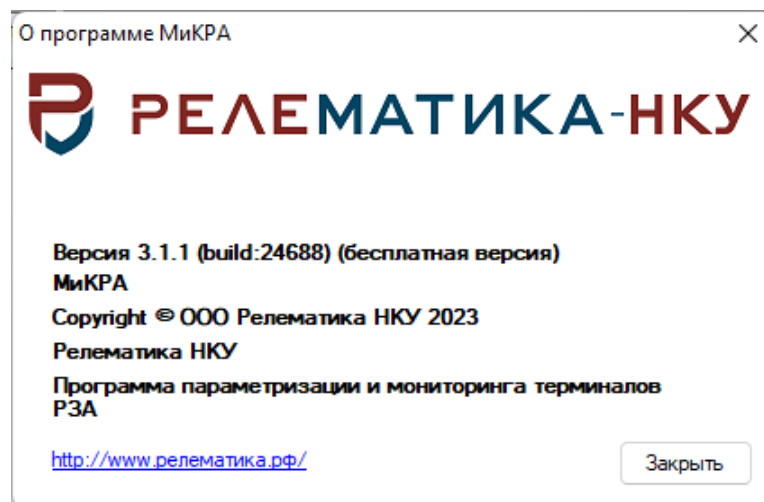 О программе МиКРА
РЕЛЕМАТИКА-НКУ
Версия 3.1.1 (build:24688) (бесплатная версия)
МиКРА
Copyright © ООО Релематика НКУ 2023
Релематика НКУ
Программа параметризации и мониторинга терминалов
РЗА
http://www.релематика.рф/
Закрыть